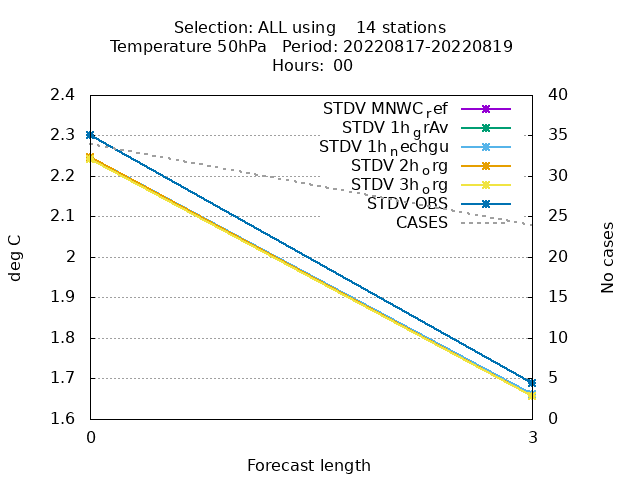 Selection: ALL using    14 stations
Temperature 50hPa   Period: 20220817-20220819
Hours:  00
2.4
2.3
2.2
2.1
2
1.9
1.8
1.7
1.6
40
35
30
25
20
15
10
5
0
STDV MNWC_ref
STDV 1h_grAv
STDV 1h_nechgu
STDV 2h_org
STDV 3h_org
STDV OBS
CASES
deg C
No cases
0
3
Forecast length